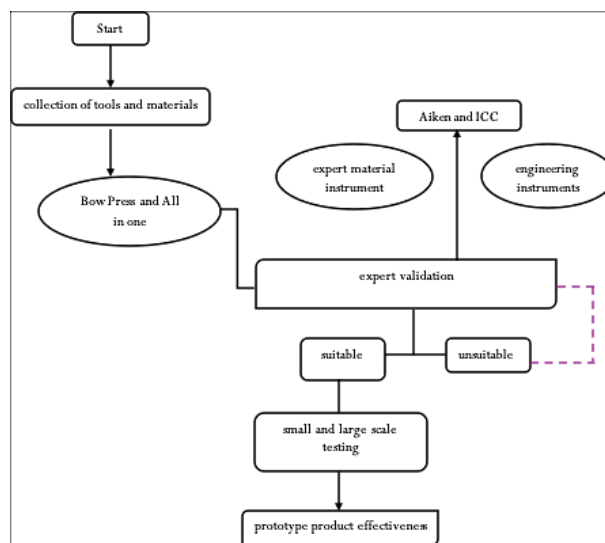 Start
collection of tools and materials
Bow Press and All
in one
Aiken and ICC
expert material
instrument
engineering
instruments
expert validation
suitable
unsuitable
small and large scale
testing
prototype product effectiveness